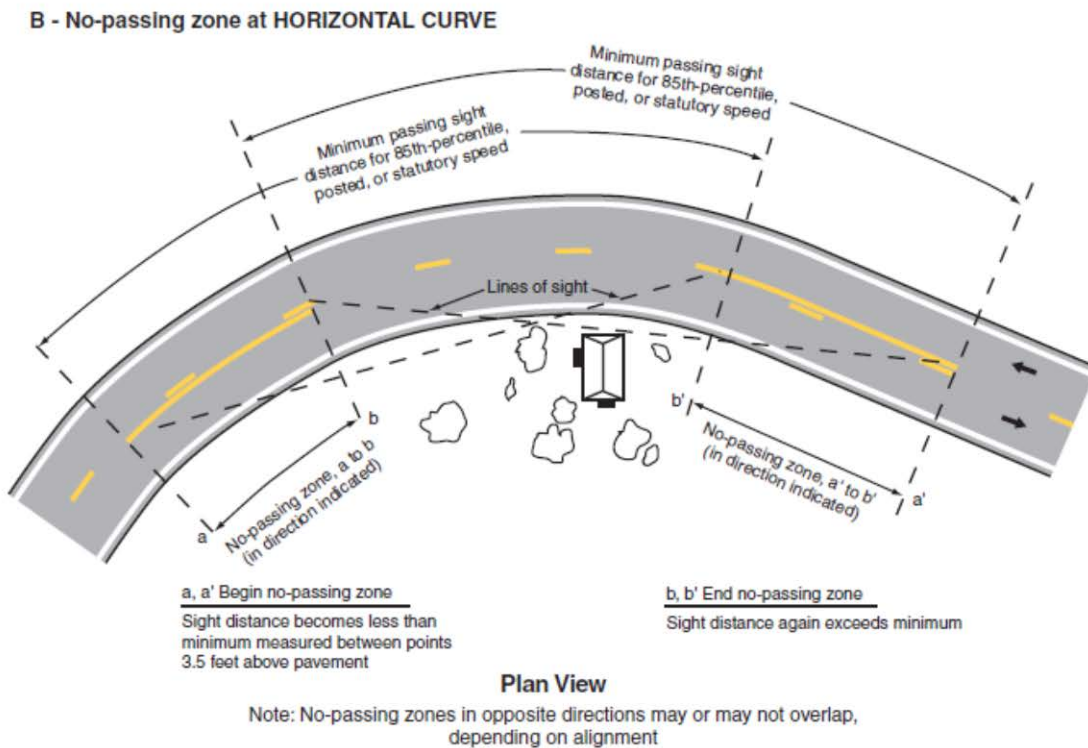 B - No-passing zone at HORIZONTAL CURVE
Minimum passing sight
distance for 85th-percentile,
posted, or statutory speed
Minimum passing sight
distance for 85th-percentile,
posted, or statutory speed
Lines of sight
b
b'
a
a'
No-passing zone, a to b
(in direction indicated)
No-passing zone, a' to b'
(in direction indicated)
a, a' Begin no-passing zone
Sight distance becomes less than
minimum measured between points
3.5 feet above pavement
b, b' End no-passing zone
Sight distance again exceeds minimum
Plan View
Note: No-passing zones in opposite directions may or may not overlap,
depending on alignment